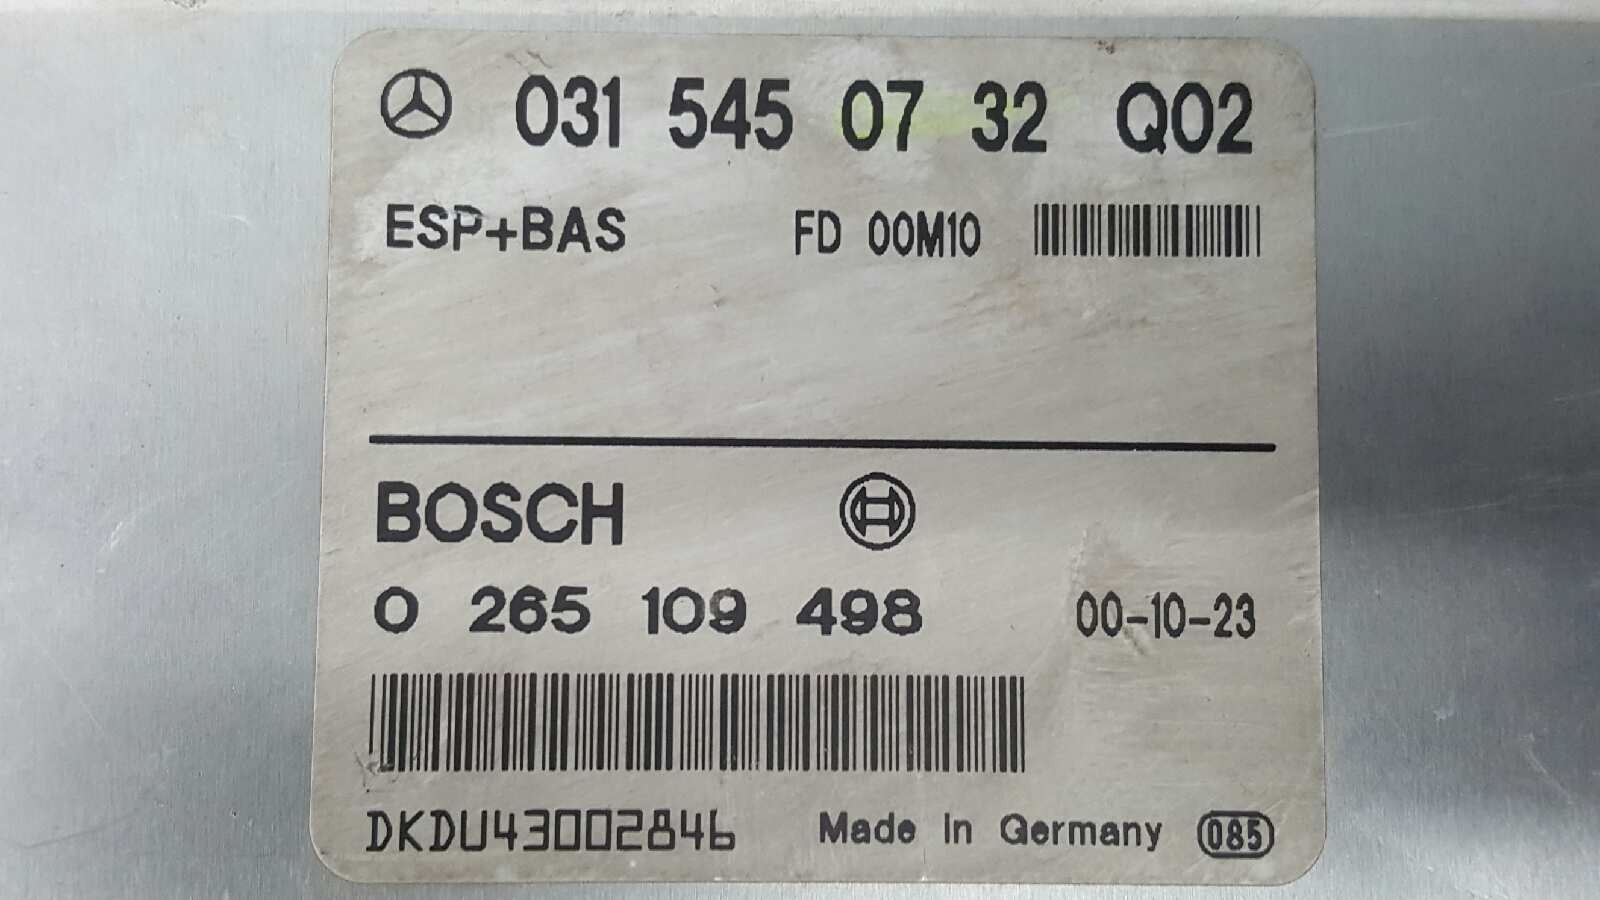 031 545 07 32 Q02
ESP+BAS FD 00M10
BOSCH
0 265 109 498 00-10-23
DKDU43002846 Made in Germany 085